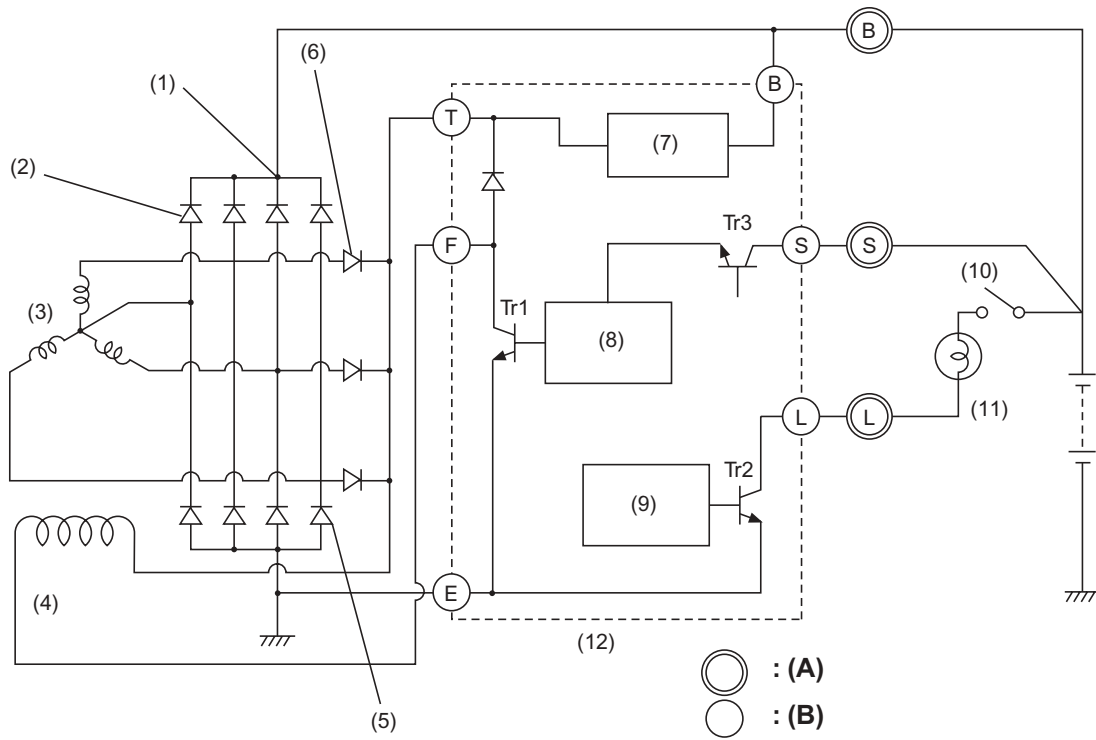 B
(6)
(1)
B
T
(7)
(2)
Tr3
F
S
S
(10)
(3)
Tr1
(8)
L
L
(11)
Tr2
(9)
E
(4)
(12)
: (A)
(5)
: (B)